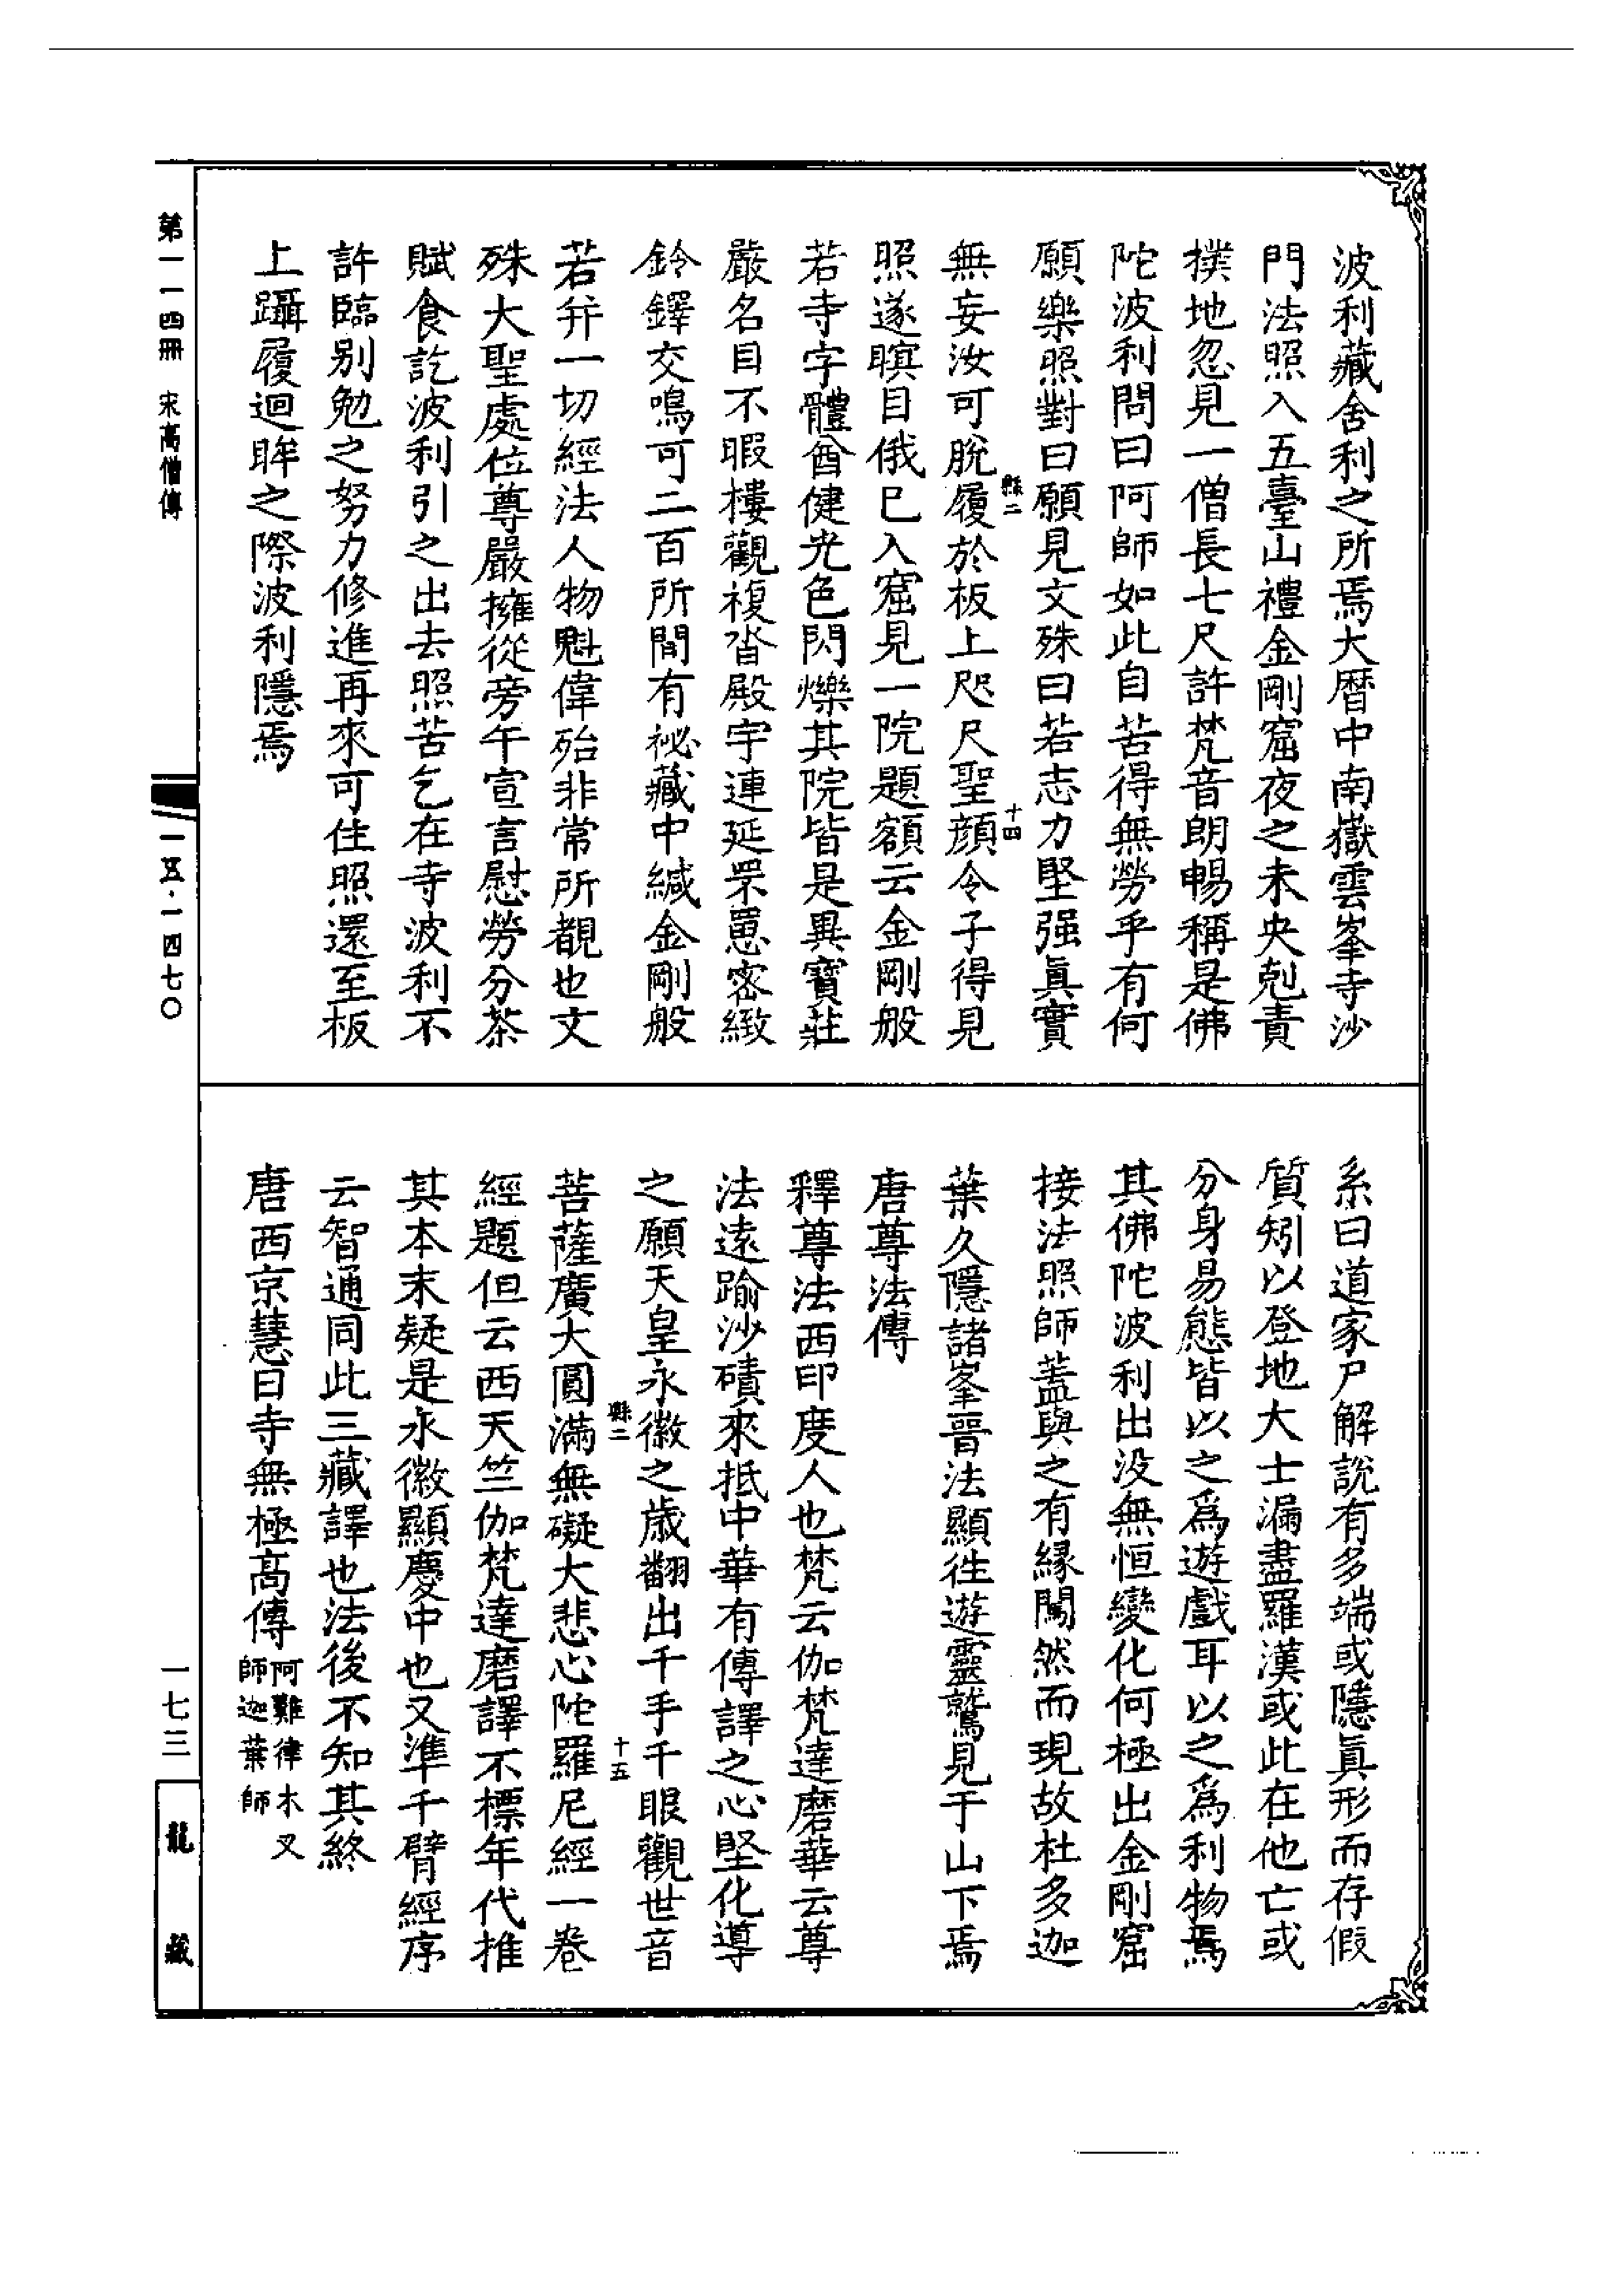 波利藏舍利之所焉大曆中南嶽雲峯寺沙
門法照入五臺山禮金剛窟夜之未央剋責
撲地忽見一僧長七尺許梵音朗暢稱是佛
陀波利問曰阿師如此自苦得無勞乎有何
願樂照對曰願見文殊曰若志力堅强眞實
無妄汝可脫履於板上咫尺聖顏令子得見
縣二
十四
照遂瞑目俄已入窟見一院題額云金剛般
若寺字體酋健光色閃爍其院皆是異寶莊
嚴名目不暇樓觀複沓殿宇連延罘罳密緻
鈴鐸交鳴可二百所間有祕藏中緘金剛般
若并一切經法人物魁偉殆非常所覩也文
殊大聖處位尊嚴擁從旁午宣言慰勞分茶
賦食訖波利引之出去照苦乞在寺波利不
許臨別勉之努力修進再來可住照還至板
上躡履迴眸之際波利隱焉
系曰道家尸解說有多端或隱眞形而存假
質矧以登地大士漏盡羅漢或此在他亡或
分身易態皆以之爲遊戲耳以之爲利物焉
其佛陀波利出没無恒變化何極出金剛窟
接法照師蓋與之有緣闖然而現故杜多迦
葉久隱諸峯晉法顯往遊靈鷲見于山下焉
唐尊法傳
釋尊法西印度人也梵云伽梵達磨華云尊
法遠踰沙磧來抵中華有傳譯之心堅化導
之願天皇永徽之歲翻出千手千眼觀世音
縣二
十五
菩薩廣大圓滿無礙大悲心陀羅尼經一卷
經題但云西天竺伽梵達磨譯不標年代推
其本末疑是永徽顯慶中也又準千臂經序
云智通同此三藏譯也法後不知其終
唐西京慧日寺無極高傳 阿難律木叉
師迦葉師
第一一四冊 宋高僧傳
一五·一四七〇
一七三
龍藏